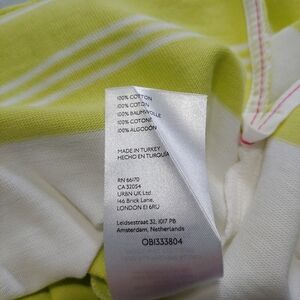 100% COTTON
100% COTON
100% BAUMWOLLE
100% COTONE
100% ALGODÓN
MADE IN TURKEY
HECHO EN TURQUÍA
RN 66170
CA 32054
URBN UK Ltd
146 Brick Lane,
LONDON E1 6RU
Leidsestraat 32, 1017 PB
Amsterdam, Netherlands
OB1333804